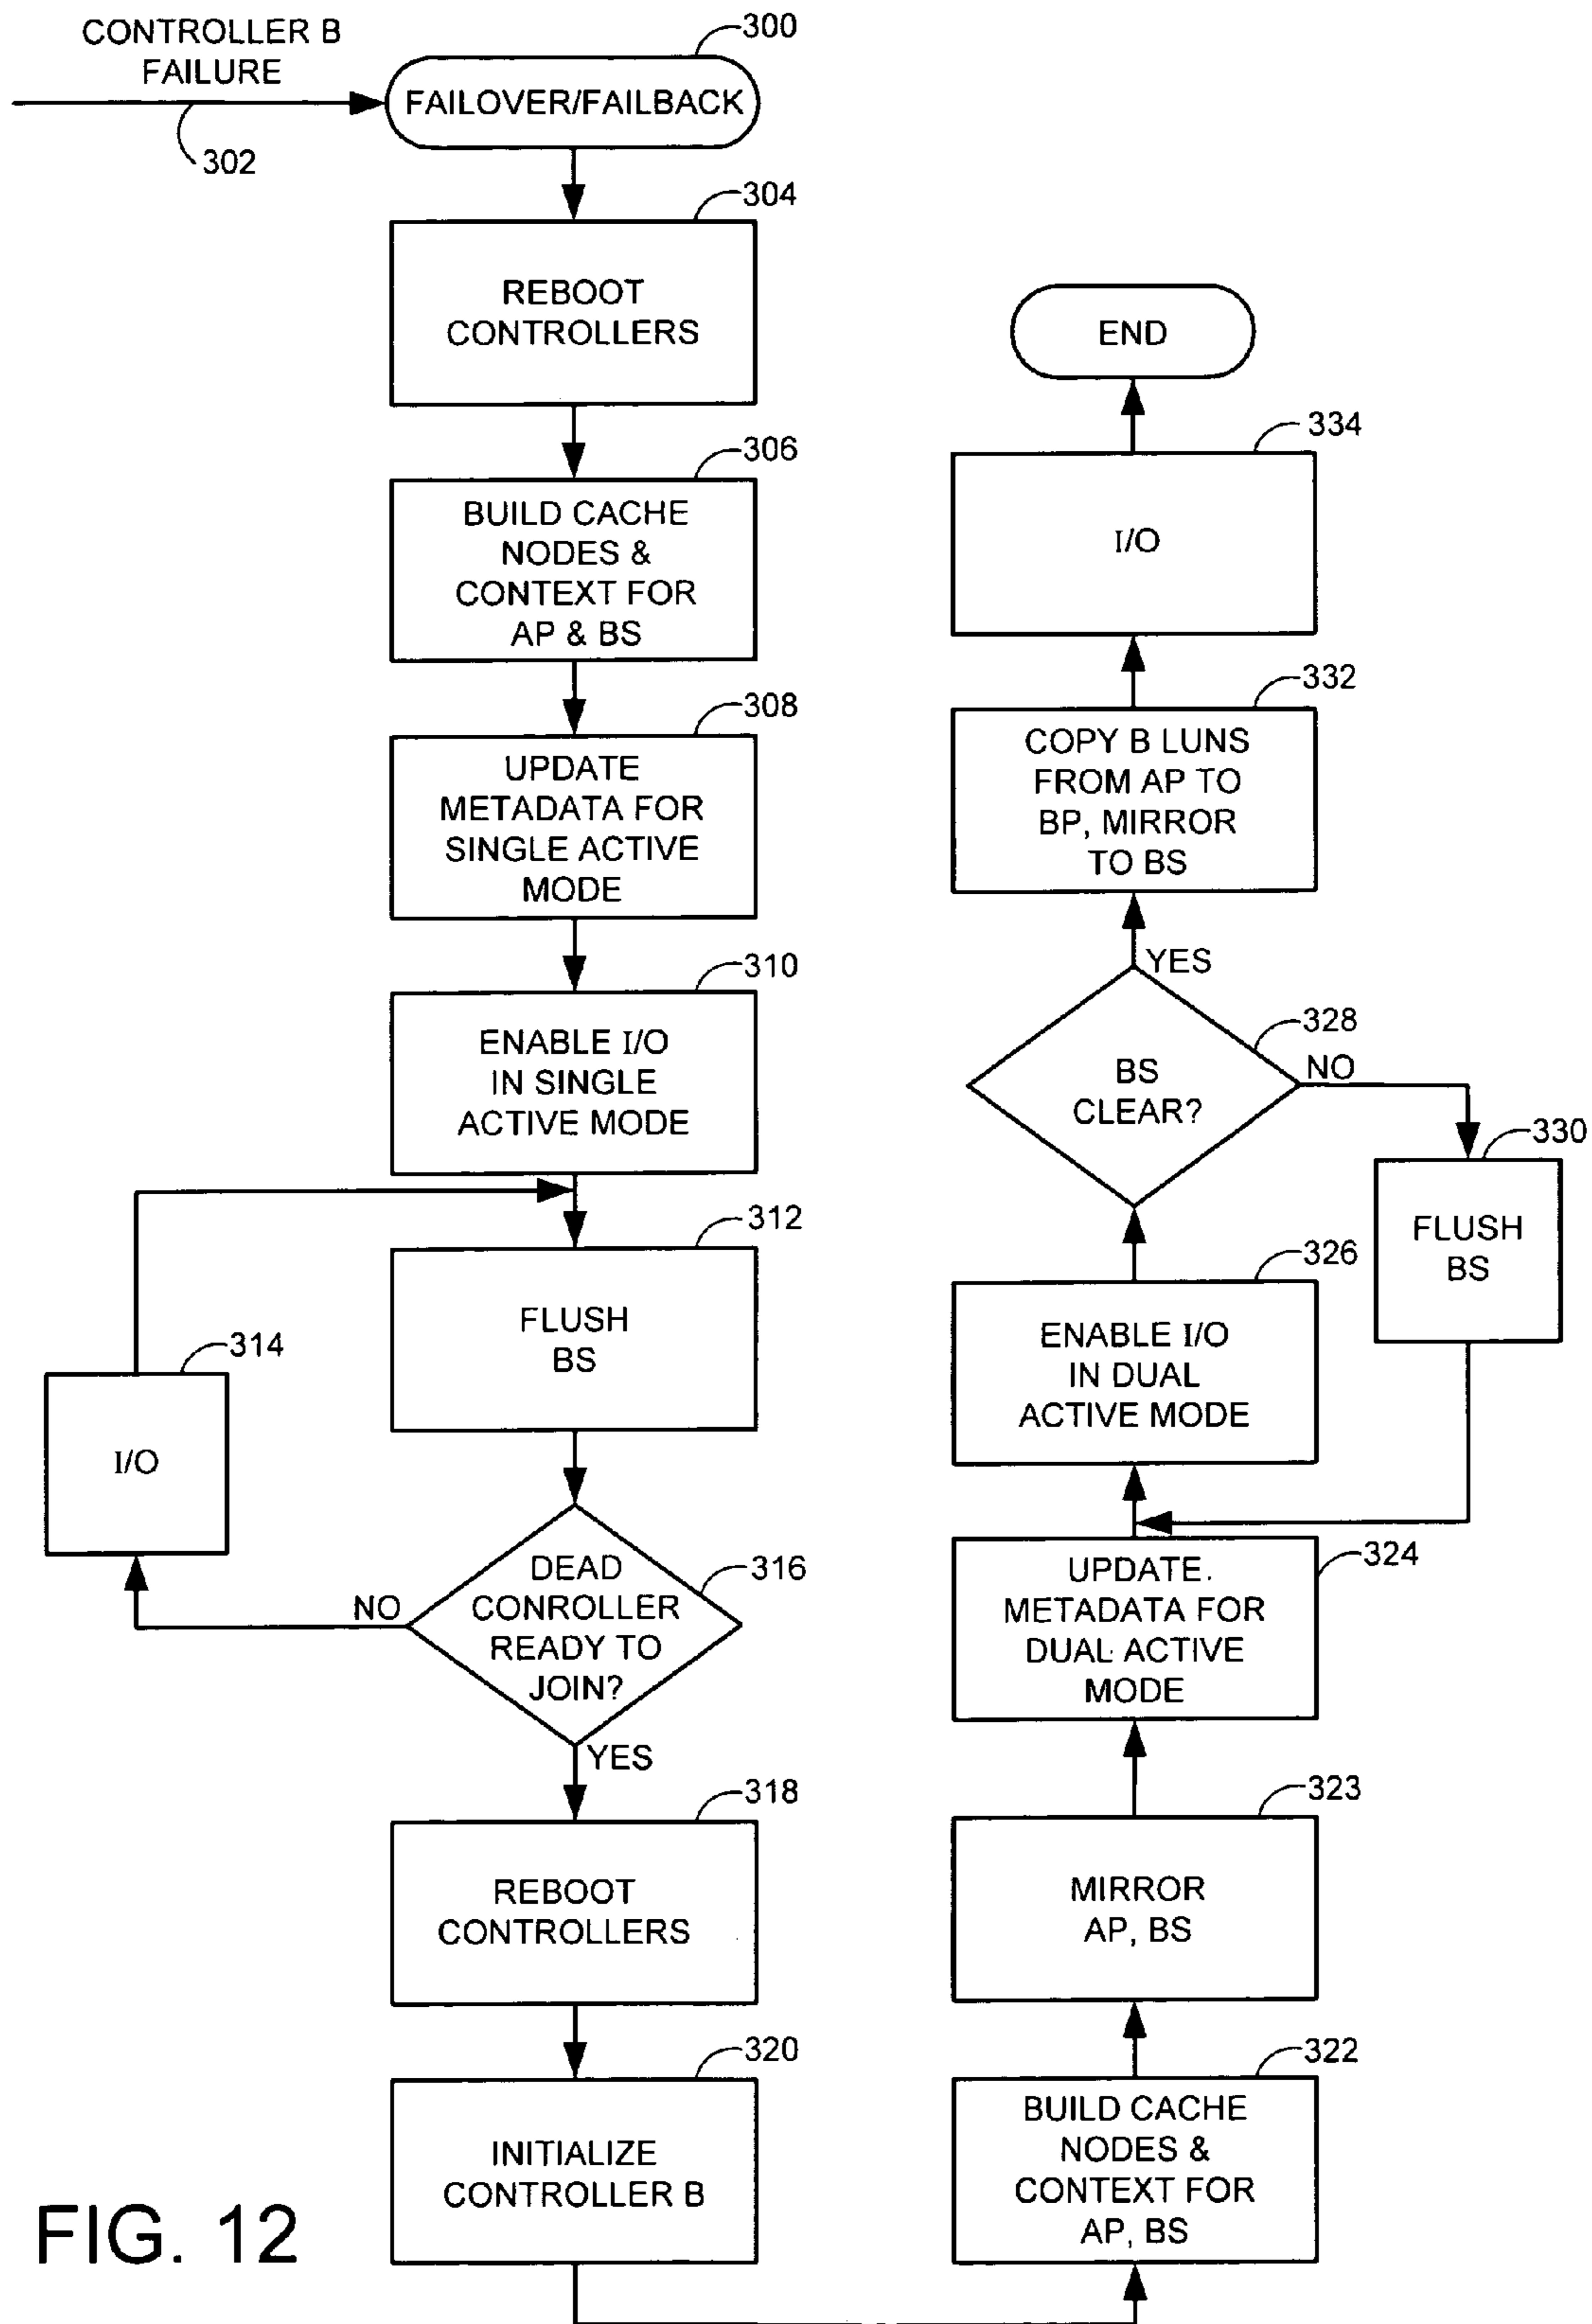 CONTROLLER B
FAILURE
302
300
FAILOVER/FAILBACK
304
REBOOT
CONTROLLERS
306
BUILD CACHE
NODES &
CONTEXT FOR
AP & BS
308
UPDATE
METADATA FOR
SINGLE ACTIVE
MODE
310
ENABLE I/O
IN SINGLE
ACTIVE MODE
312
FLUSH
BS
314
I/O
316
DEAD
CONROLLER
READY TO
JOIN?
NO
YES
318
REBOOT
CONTROLLERS
320
INITIALIZE
CONTROLLER B
322
BUILD CACHE
NODES &
CONTEXT FOR
AP, BS
323
MIRROR
AP, BS
324
UPDATE.
METADATA FOR
DUAL ACTIVE
MODE
326
ENABLE I/O
IN DUAL
ACTIVE MODE
328
BS
CLEAR?
NO
330
FLUSH
BS
YES
332
COPY B LUNS
FROM AP TO
BP, MIRROR
TO BS
334
I/O
END
FIG. 12